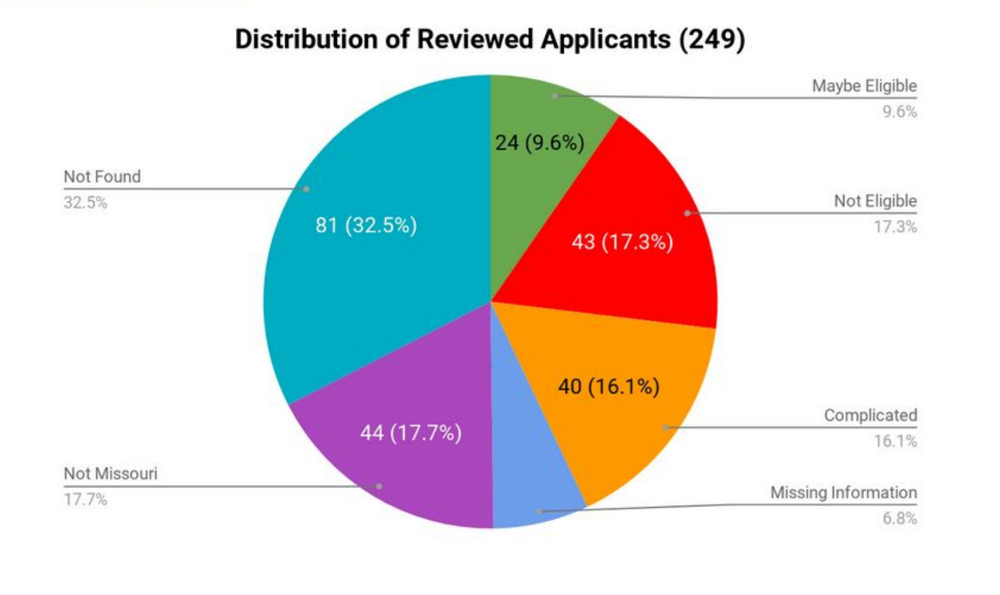 Distribution of Reviewed Applicants (249)
Maybe Eligible
9.6%
24 (9.6%)
Not Found
32.5%
81 (32.5%)
Not Eligible
17.3%
43 (17.3%)
40 (16.1%)
Complicated
16.1%
44 (17.7%)
Not Missouri
17.7%
Missing Information
6.8%